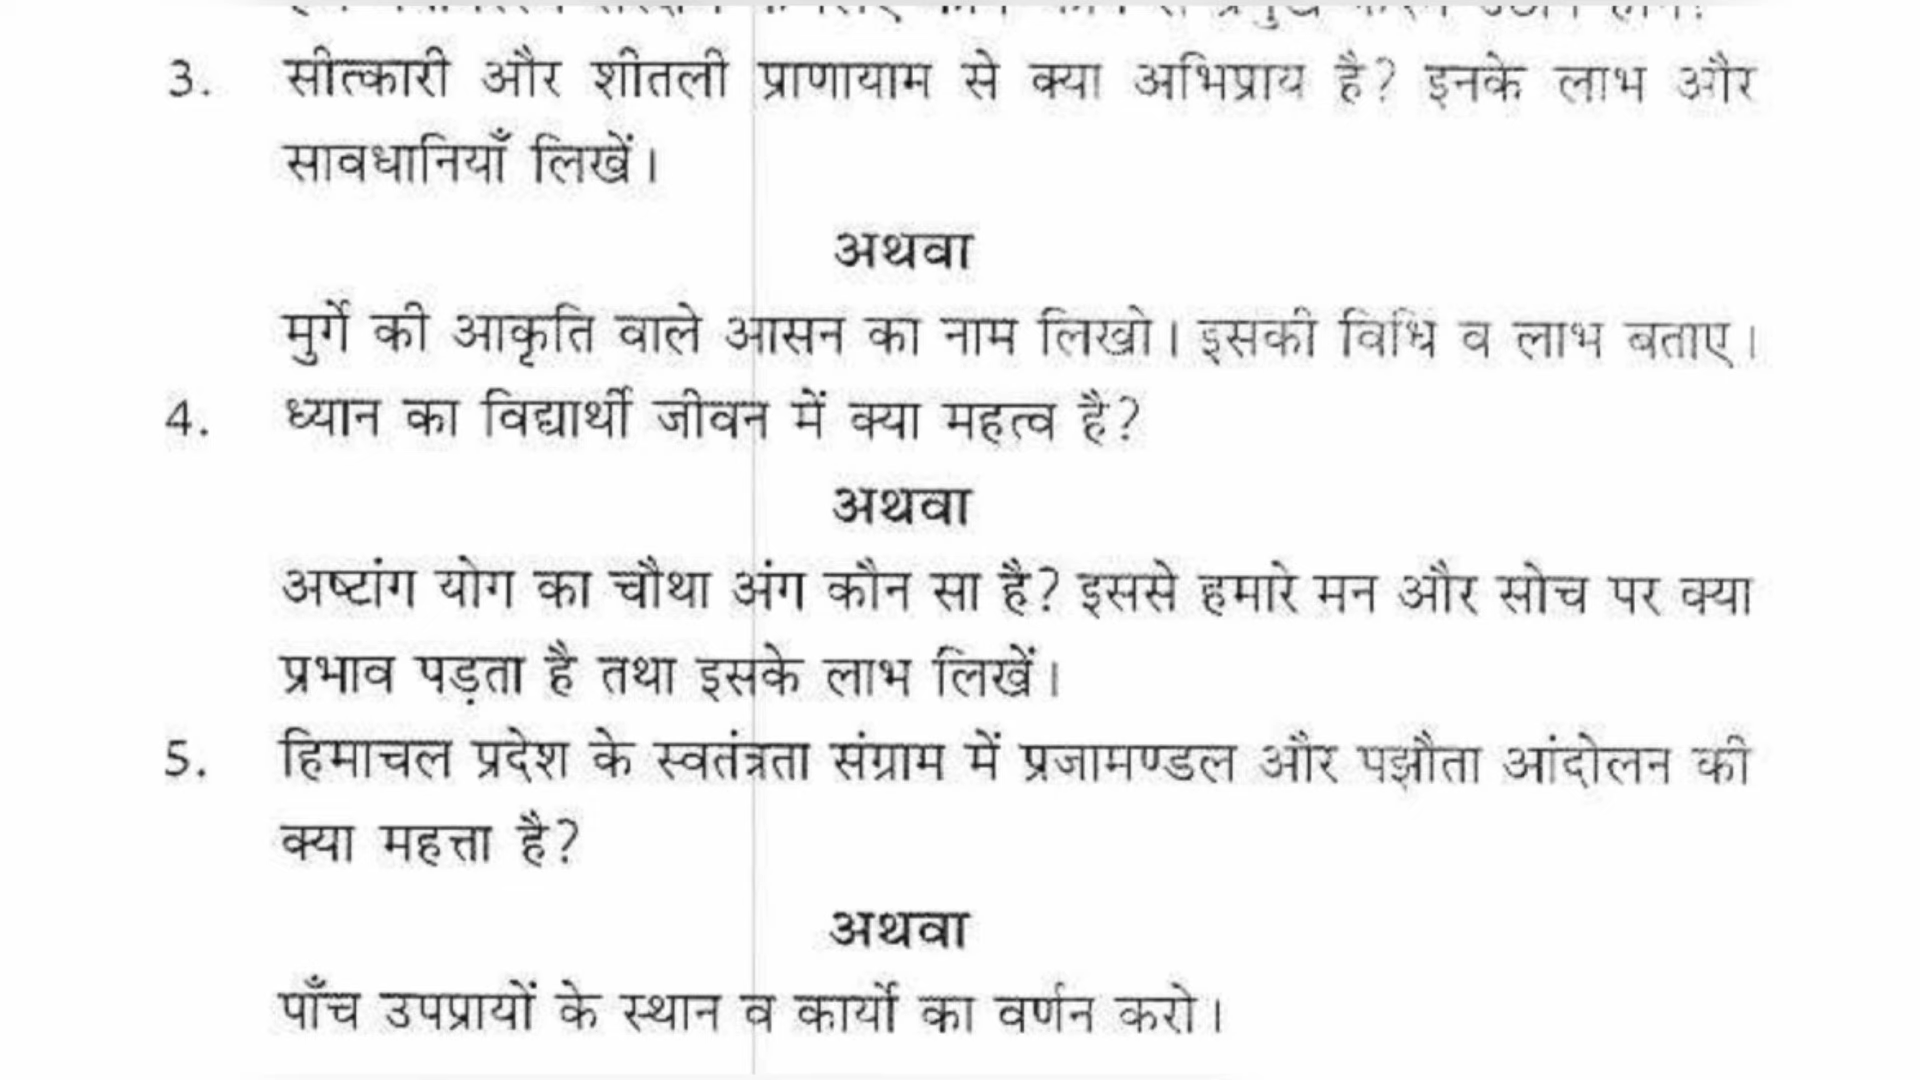 3. सीत्कारी और शीतली प्राणायाम से क्या अभिप्राय है? इनके लाभ और
सावधानियाँ लिखें।
अथवा
मुर्गे की आकृति वाले आसन का नाम लिखो। इसकी विधि व लाभ बताए।
4. ध्यान का विद्यार्थी जीवन में क्या महत्व है?
अथवा
अष्टांग योग का चौथा अंग कौन सा है? इससे हमारे मन और सोच पर क्या
प्रभाव पड़ता है तथा इसके लाभ लिखें।
5. हिमाचल प्रदेश के स्वतंत्रता संग्राम में प्रजामण्डल और पझौता आंदोलन की
क्या महत्ता है?
अथवा
पाँच उपप्रायों के स्थान व कार्यो का वर्णन करो।